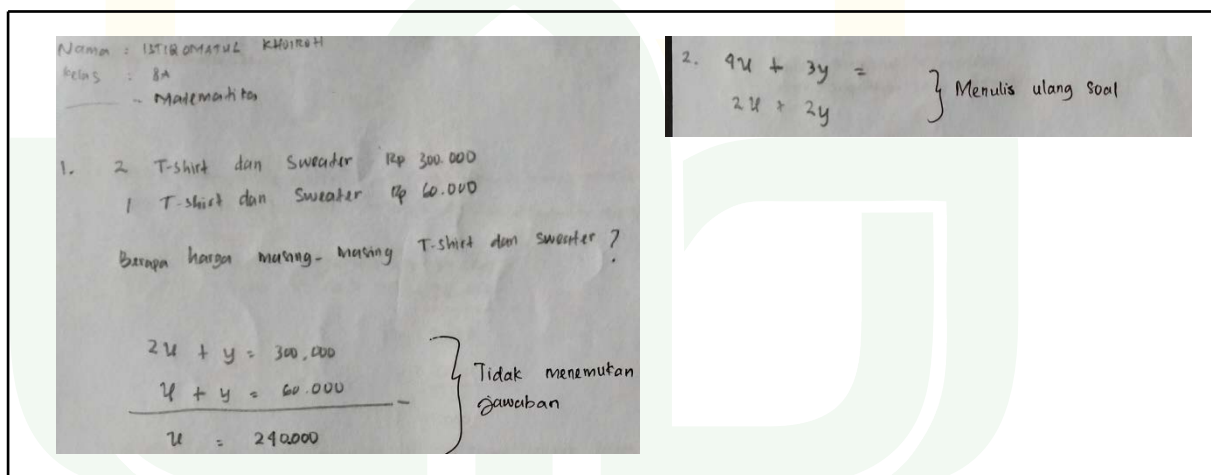 Nama : ISTIQOMATUL KHOIROH
Kelas : 8A
- Matematika
1. 2 T-shirt dan Sweater Rp 300.000
1 T-shirt dan Sweater Rp 60.000
Berapa harga masing-masing T-shirt dan sweater ?
2x + y = 300.000
x + y = 60.000
x = 240.000
Tidak menemukan
jawaban
2. 4x + 3y =
2x + 2y
Menulis ulang soal